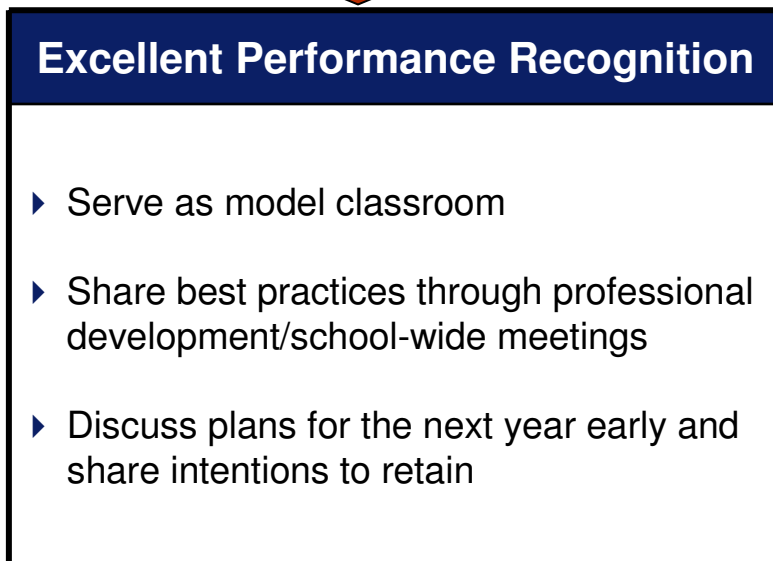 Excellent Performance Recognition
Serve as model classroom
Share best practices through professional
development/school-wide meetings
Discuss plans for the next year early and
share intentions to retain